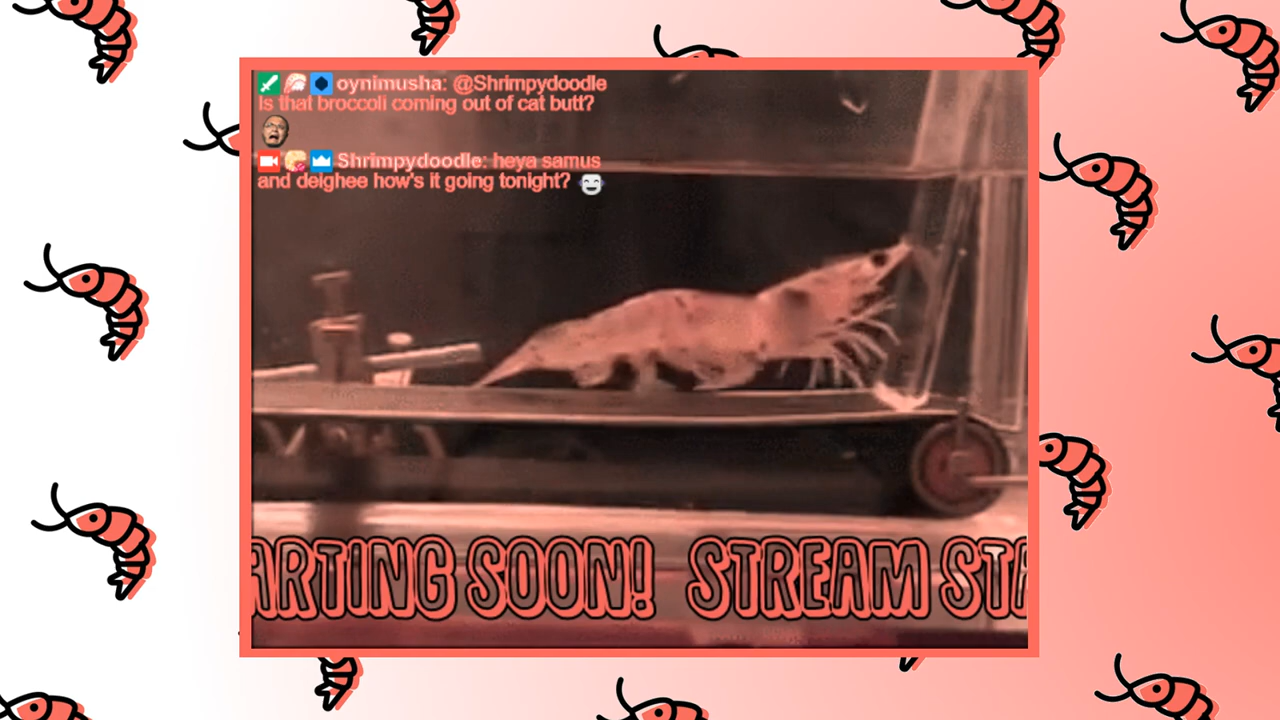 oynimusha: @Shrimpydoodle
Is that broccoli coming out of cat butt?
Shrimpydoodle: heya samus
and deighee how's it going tonight?
ARTING SOON! STREAM STA